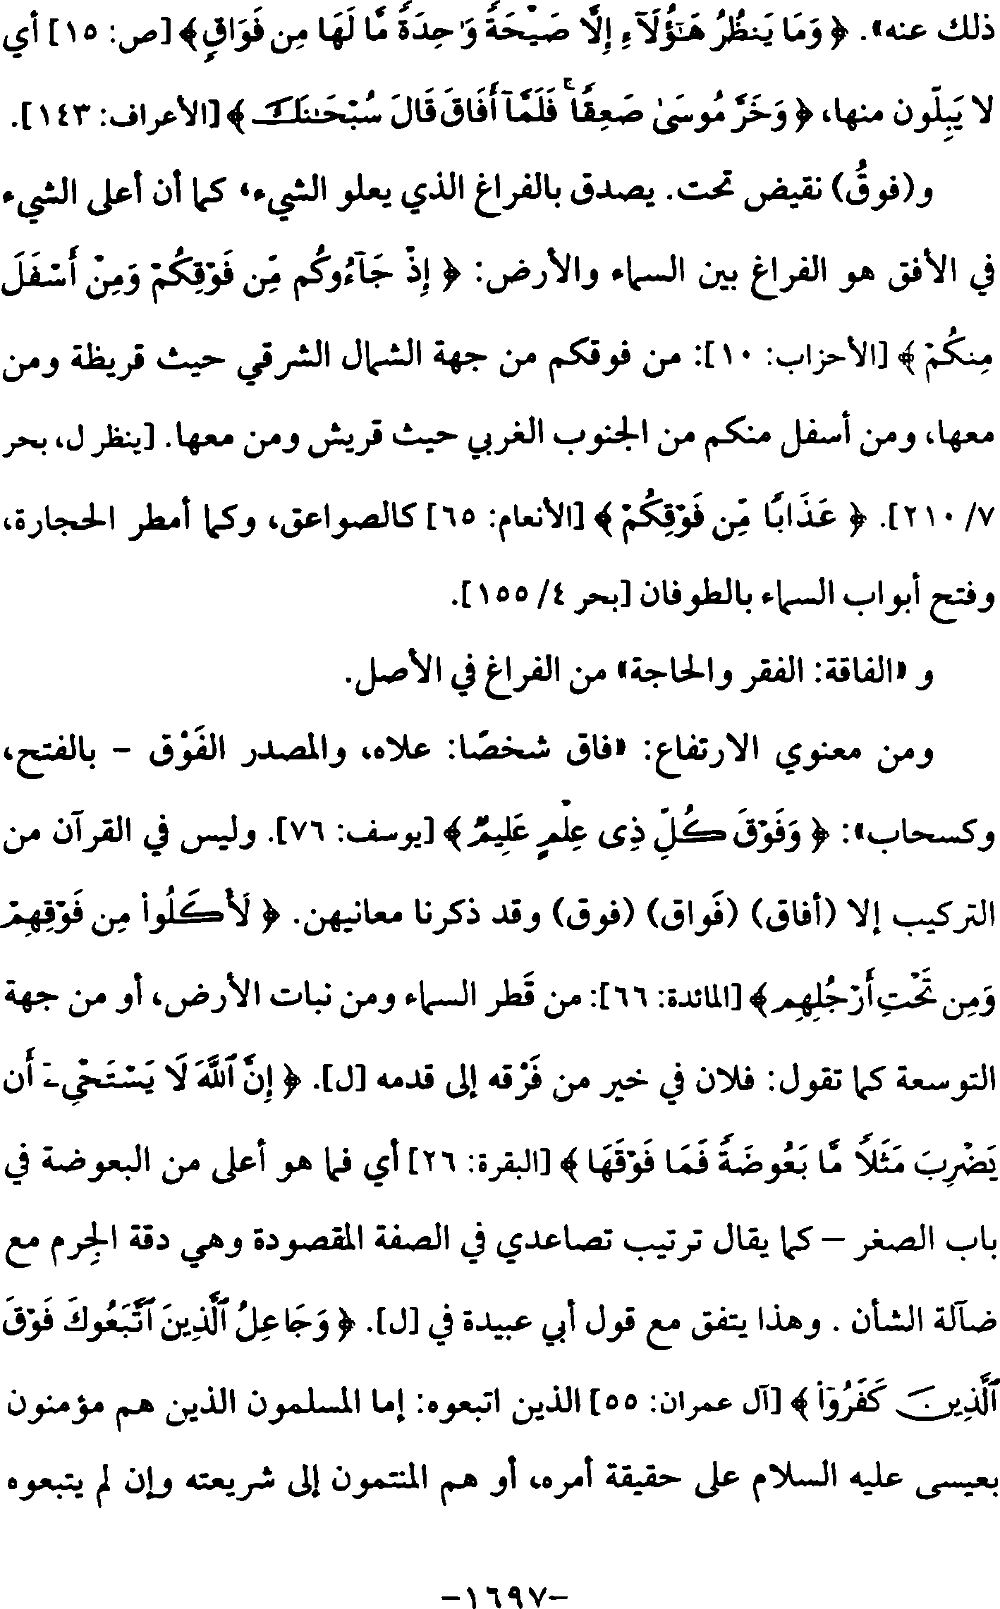 ذلك عنه». ﴿ وَمَا يَنظُرُ هَـٰٓؤُلَآءِ إِلَّا صَيْحَةً وَٰحِدَةً مَّا لَهَا مِن فَوَاقٍ﴾ [ص: ١٥] أي
لا يَبِلّون منها، ﴿ وَخَرَّ مُوسَىٰ صَعِقًا ۚ فَلَمَّآ أَفَاقَ قَالَ سُبْحَـٰنَكَ ﴾ [الأعراف: ١٤٣].
و(فوقُ) نقيض تحت. يصدق بالفراغ الذي يعلو الشيء، كما أن أعلى الشيء
في الأفق هو الفراغ بين السماء والأرض: ﴿ إِذْ جَآءُوكُم مِّن فَوْقِكُمْ وَمِنْ أَسْفَلَ
مِنكُمْ ﴾ [الأحزاب: ١٠]: من فوقكم من جهة الشمال الشرقي حيث قريظة ومن
معها، ومن أسفل منكم من الجنوب الغربي حيث قريش ومن معها. [ينظر ل، بحر
٧/ ٢١٠]. ﴿ عَذَابًا مِّن فَوْقِكُمْ ﴾ [الأنعام: ٦٥] كالصواعق، وكما أمطر الحجارة،
وفتح أبواب السماء بالطوفان [بحر ٤/ ١٥٥].
و «الفاقة: الفقر والحاجة» من الفراغ في الأصل.
ومن معنوي الارتفاع: «فاق شخصًا: علاه، والمصدر الفَوْق – بالفتح،
وكسحاب»: ﴿ وَفَوْقَ كُلِّ ذِى عِلْمٍ عَلِيمٌ ﴾ [يوسف: ٧٦]. وليس في القرآن من
التركيب إلا (أفاق) (فَواق) (فوق) وقد ذكرنا معانيهن. ﴿ لَأَكَلُوا۟ مِن فَوْقِهِمْ
وَمِن تَحْتِ أَرْجُلِهِم ﴾ [المائدة: ٦٦]: من قَطر السماء ومن نبات الأرض، أو من جهة
التوسعة كما تقول: فلان في خير من فَرْقه إلى قدمه [ل]. ﴿ إِنَّ ٱللَّهَ لَا يَسْتَحْىِۦٓ أَن
يَضْرِبَ مَثَلًا مَّا بَعُوضَةً فَمَا فَوْقَهَا ﴾ [البقرة: ٢٦] أي فما هو أعلى من البعوضة في
باب الصغر – كما يقال ترتيب تصاعدي في الصفة المقصودة وهي دقة الجِرم مع
ضآلة الشأن . وهذا يتفق مع قول أبي عبيدة في [ل]. ﴿ وَجَاعِلُ ٱلَّذِينَ ٱتَّبَعُوكَ فَوْقَ
ٱلَّذِينَ كَفَرُوٓا۟ ﴾ [آل عمران: ٥٥] الذين اتبعوه: إما المسلمون الذين هم مؤمنون
بعيسى عليه السلام على حقيقة أمره، أو هم المنتمون إلى شريعته وإن لم يتبعوه
–١٦٩٧–